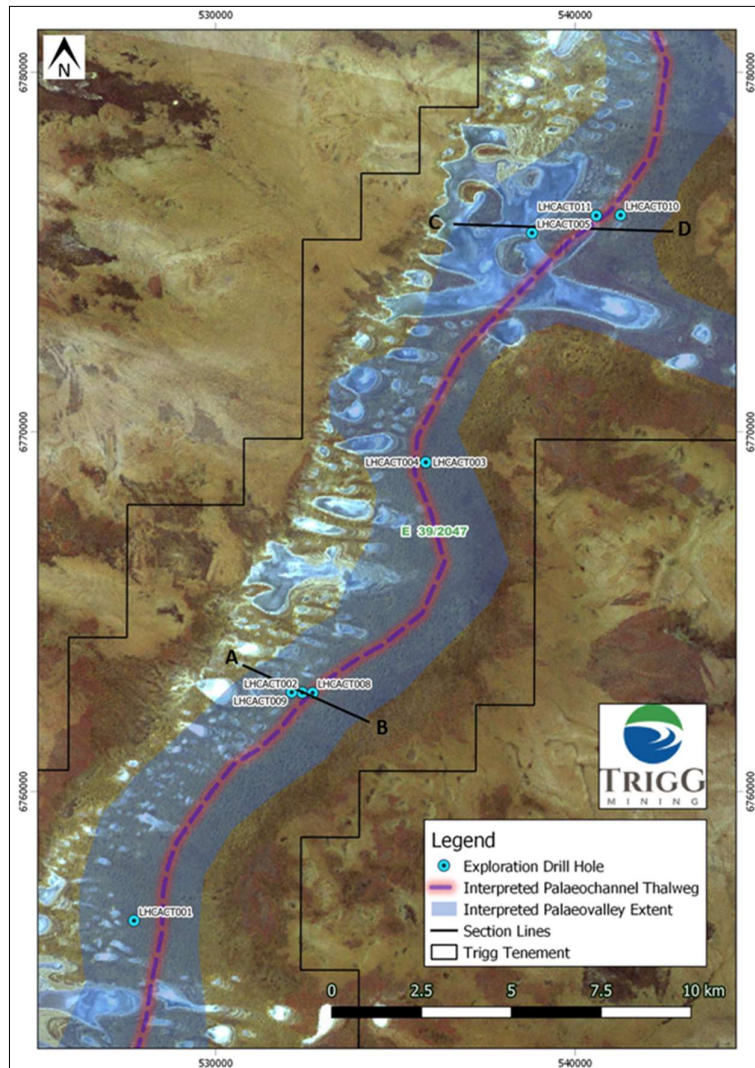 530000
540000
N
6780000
6780000
LHCACT011
LHCACT010
C
LHCACT005
D
6770000
6770000
LHCACT004
LHCACT003
E 39/2047
A
LHCACT002
LHCACT008
LHCACT009
B
TRIGG
MINING
6760000
6760000
Legend
Exploration Drill Hole
Interpreted Palaeochannel Thalweg
Interpreted Palaeovalley Extent
Section Lines
Trigg Tenement
LHCACT001
0 2.5 5 7.5 10 km
530000
540000